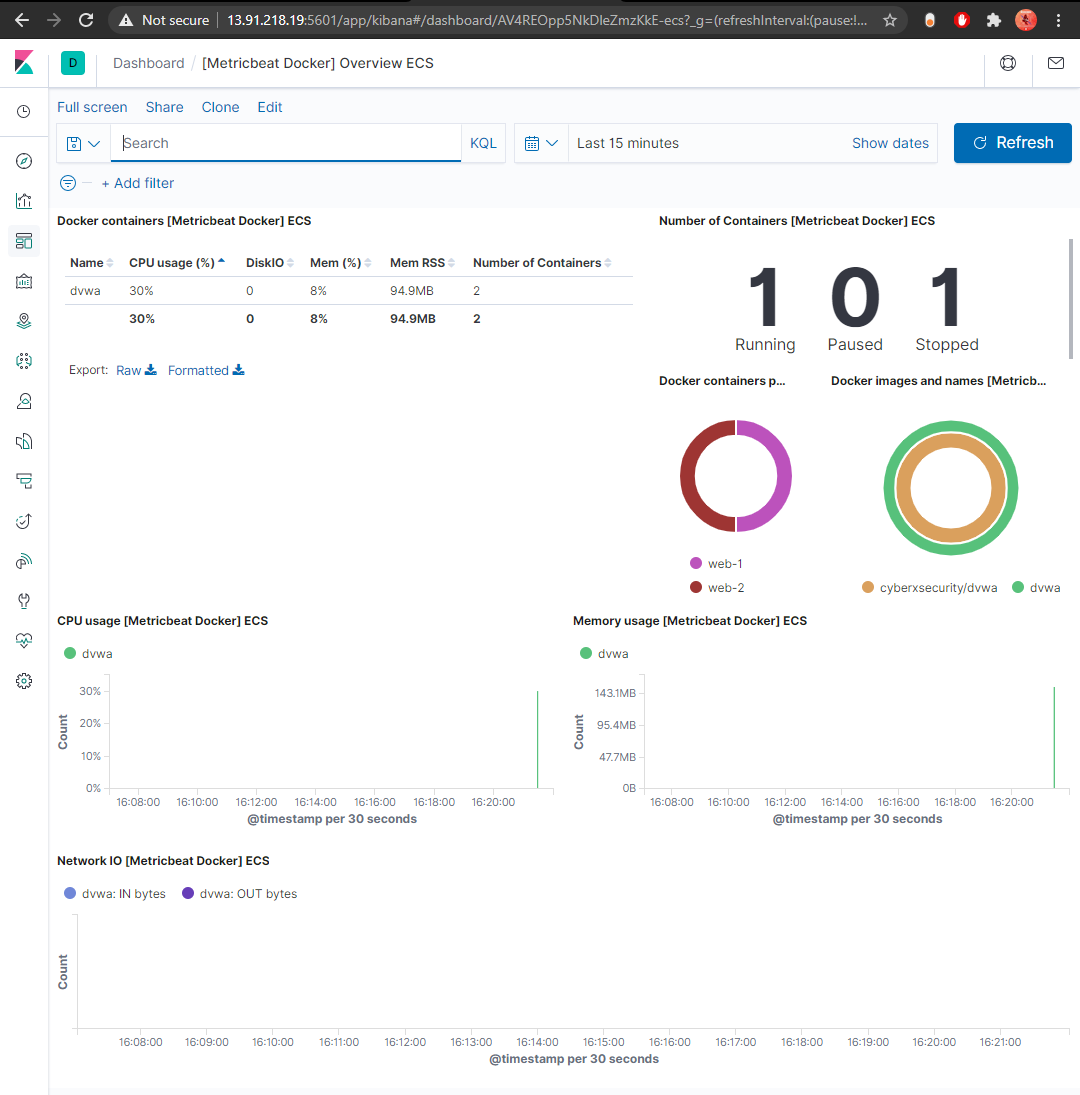 Not secure | 13.91.218.19:5601/app/kibana#/dashboard/AV4REOpp5NkDleZmzKkE-ecs?_g=(refreshInterval:(pause:!...
D Dashboard / [Metricbeat Docker] Overview ECS
Full screen Share Clone Edit
Search KQL Last 15 minutes Show dates Refresh
+ Add filter
Docker containers [Metricbeat Docker] ECS
Name CPU usage (%) DiskIO Mem (%) Mem RSS Number of Containers
dvwa 30% 0 8% 94.9MB 2
30% 0 8% 94.9MB 2
Export: Raw Formatted
Number of Containers [Metricbeat Docker] ECS
1 0 1
Running Paused Stopped
Docker containers p...
web-1
web-2
Docker images and names [Metricb...
cyberxsecurity/dvwa dvwa
CPU usage [Metricbeat Docker] ECS
dvwa
Count
30%
20%
10%
0%
16:08:00 16:10:00 16:12:00 16:14:00 16:16:00 16:18:00 16:20:00
@timestamp per 30 seconds
Memory usage [Metricbeat Docker] ECS
dvwa
Count
143.1MB
95.4MB
47.7MB
0B
16:08:00 16:10:00 16:12:00 16:14:00 16:16:00 16:18:00 16:20:00
@timestamp per 30 seconds
Network IO [Metricbeat Docker] ECS
dvwa: IN bytes dvwa: OUT bytes
Count
16:08:00 16:09:00 16:10:00 16:11:00 16:12:00 16:13:00 16:14:00 16:15:00 16:16:00 16:17:00 16:18:00 16:19:00 16:20:00 16:21:00
@timestamp per 30 seconds